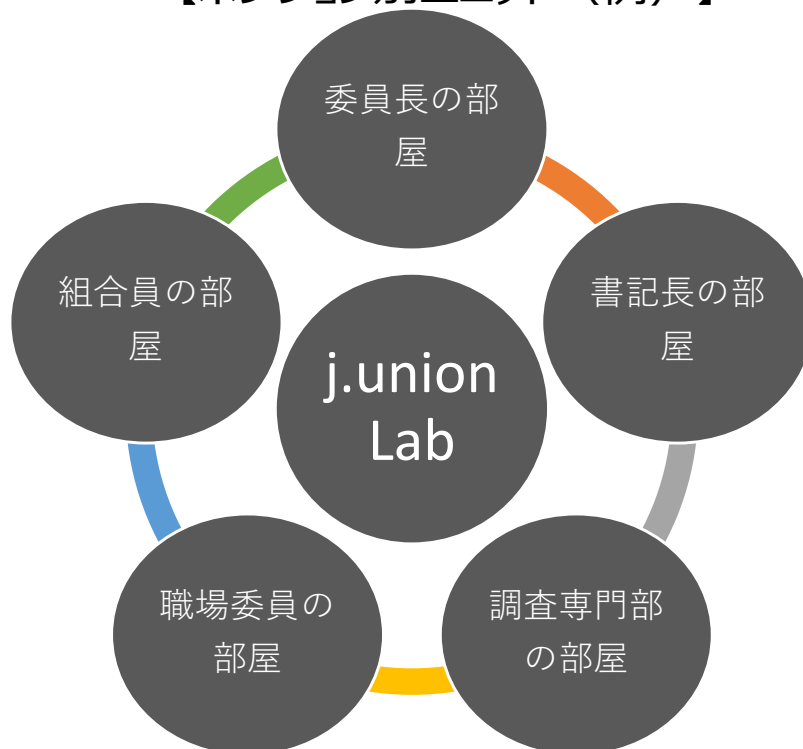 委員長の部
屋
組合員の部
屋
書記長の部
屋
j.union
Lab
職場委員の
部屋
調査専門部
の部屋